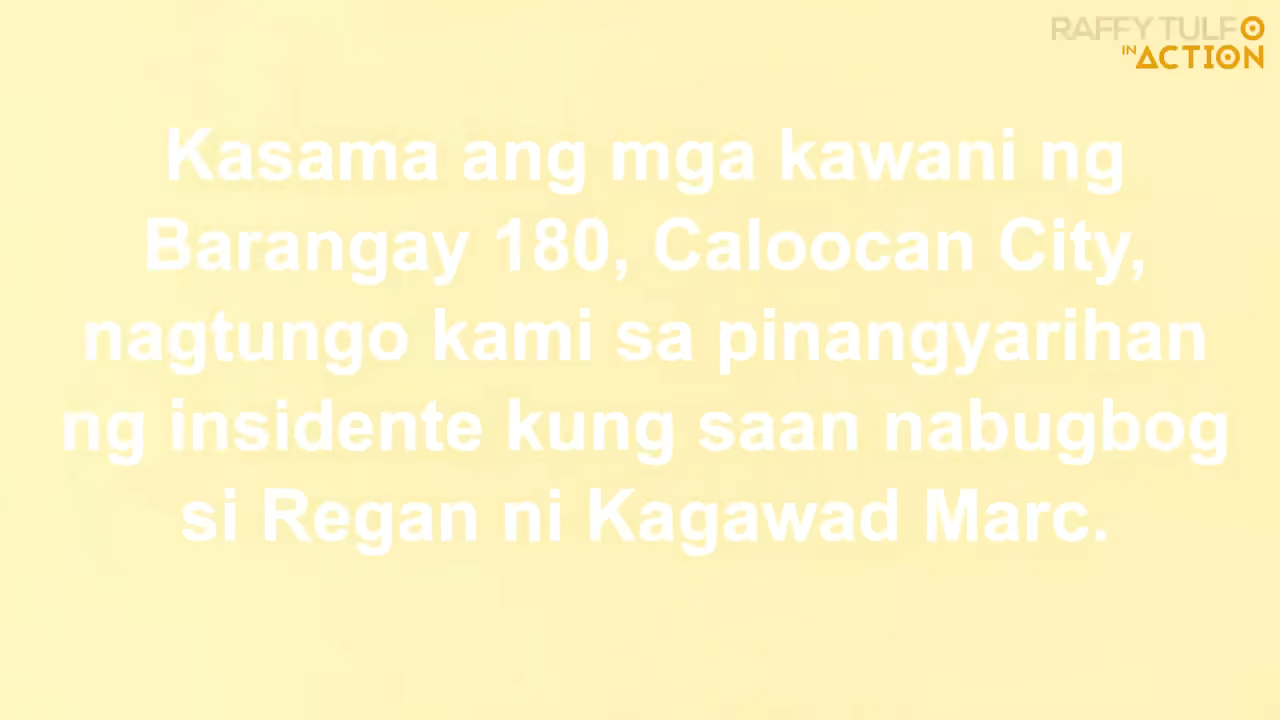 RAFFY TULFO
IN ACTION
Kasama ang mga kawani ng
Barangay 180, Caloocan City,
nagtungo kami sa pinangyarihan
ng insidente kung saan nabugbog
si Regan ni Kagawad Marc.